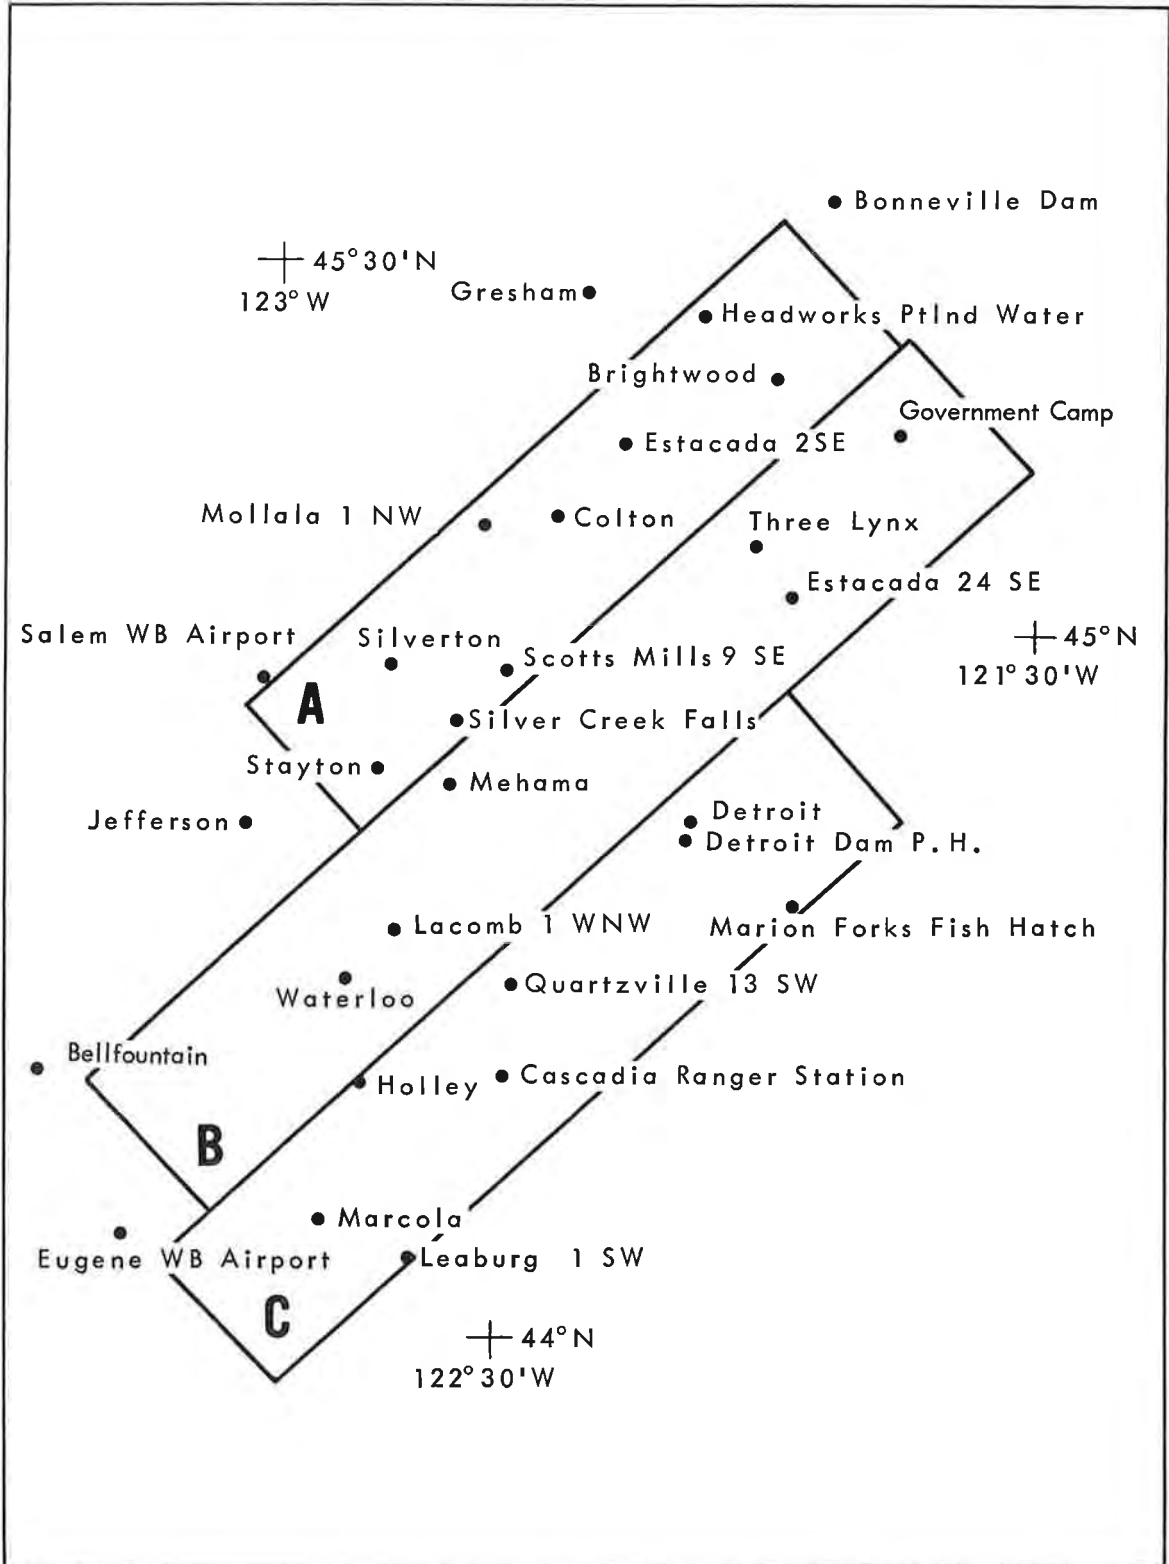 Bonneville Dam
45°30'N
123°W
Gresham
Headworks Ptlnd Water
Brightwood
Government Camp
Estacada 2SE
Mollala 1 NW
Colton
Three Lynx
Estacada 24 SE
Salem WB Airport
Silverton
45°N
Scotts Mills 9 SE
121°30'W
A
Silver Creek Falls
Stayton
Mehama
Jefferson
Detroit
Detroit Dam P.H.
Lacomb 1 WNW
Marion Forks Fish Hatch
Quartzville 13 SW
Waterloo
Bellfountain
Holley
Cascadia Ranger Station
B
Marcola
Eugene WB Airport
Leaburg 1 SW
C
44°N
122°30'W